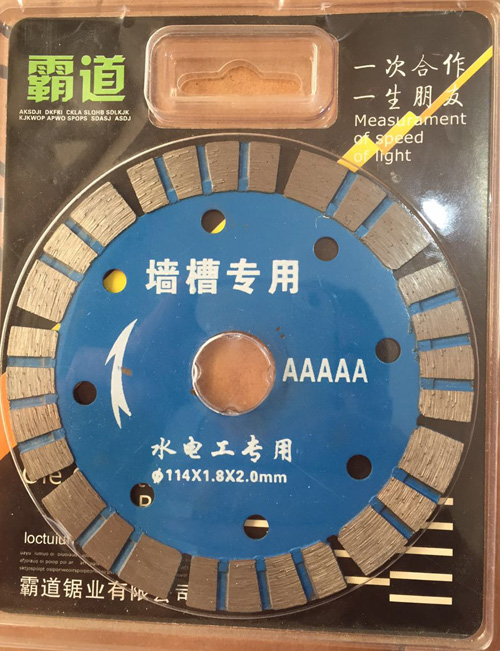 霸道
AKSDJI DKFKI CKLA SLQHB SDLKJK
KJKWOP APWO SPOPS SDASJ ASDJ
一次合作
一生朋友
Measurament
of speed
of light
墙槽专用
AAAAA
水电工专用
φ114X1.8X2.0mm
霸道锯业有限公司